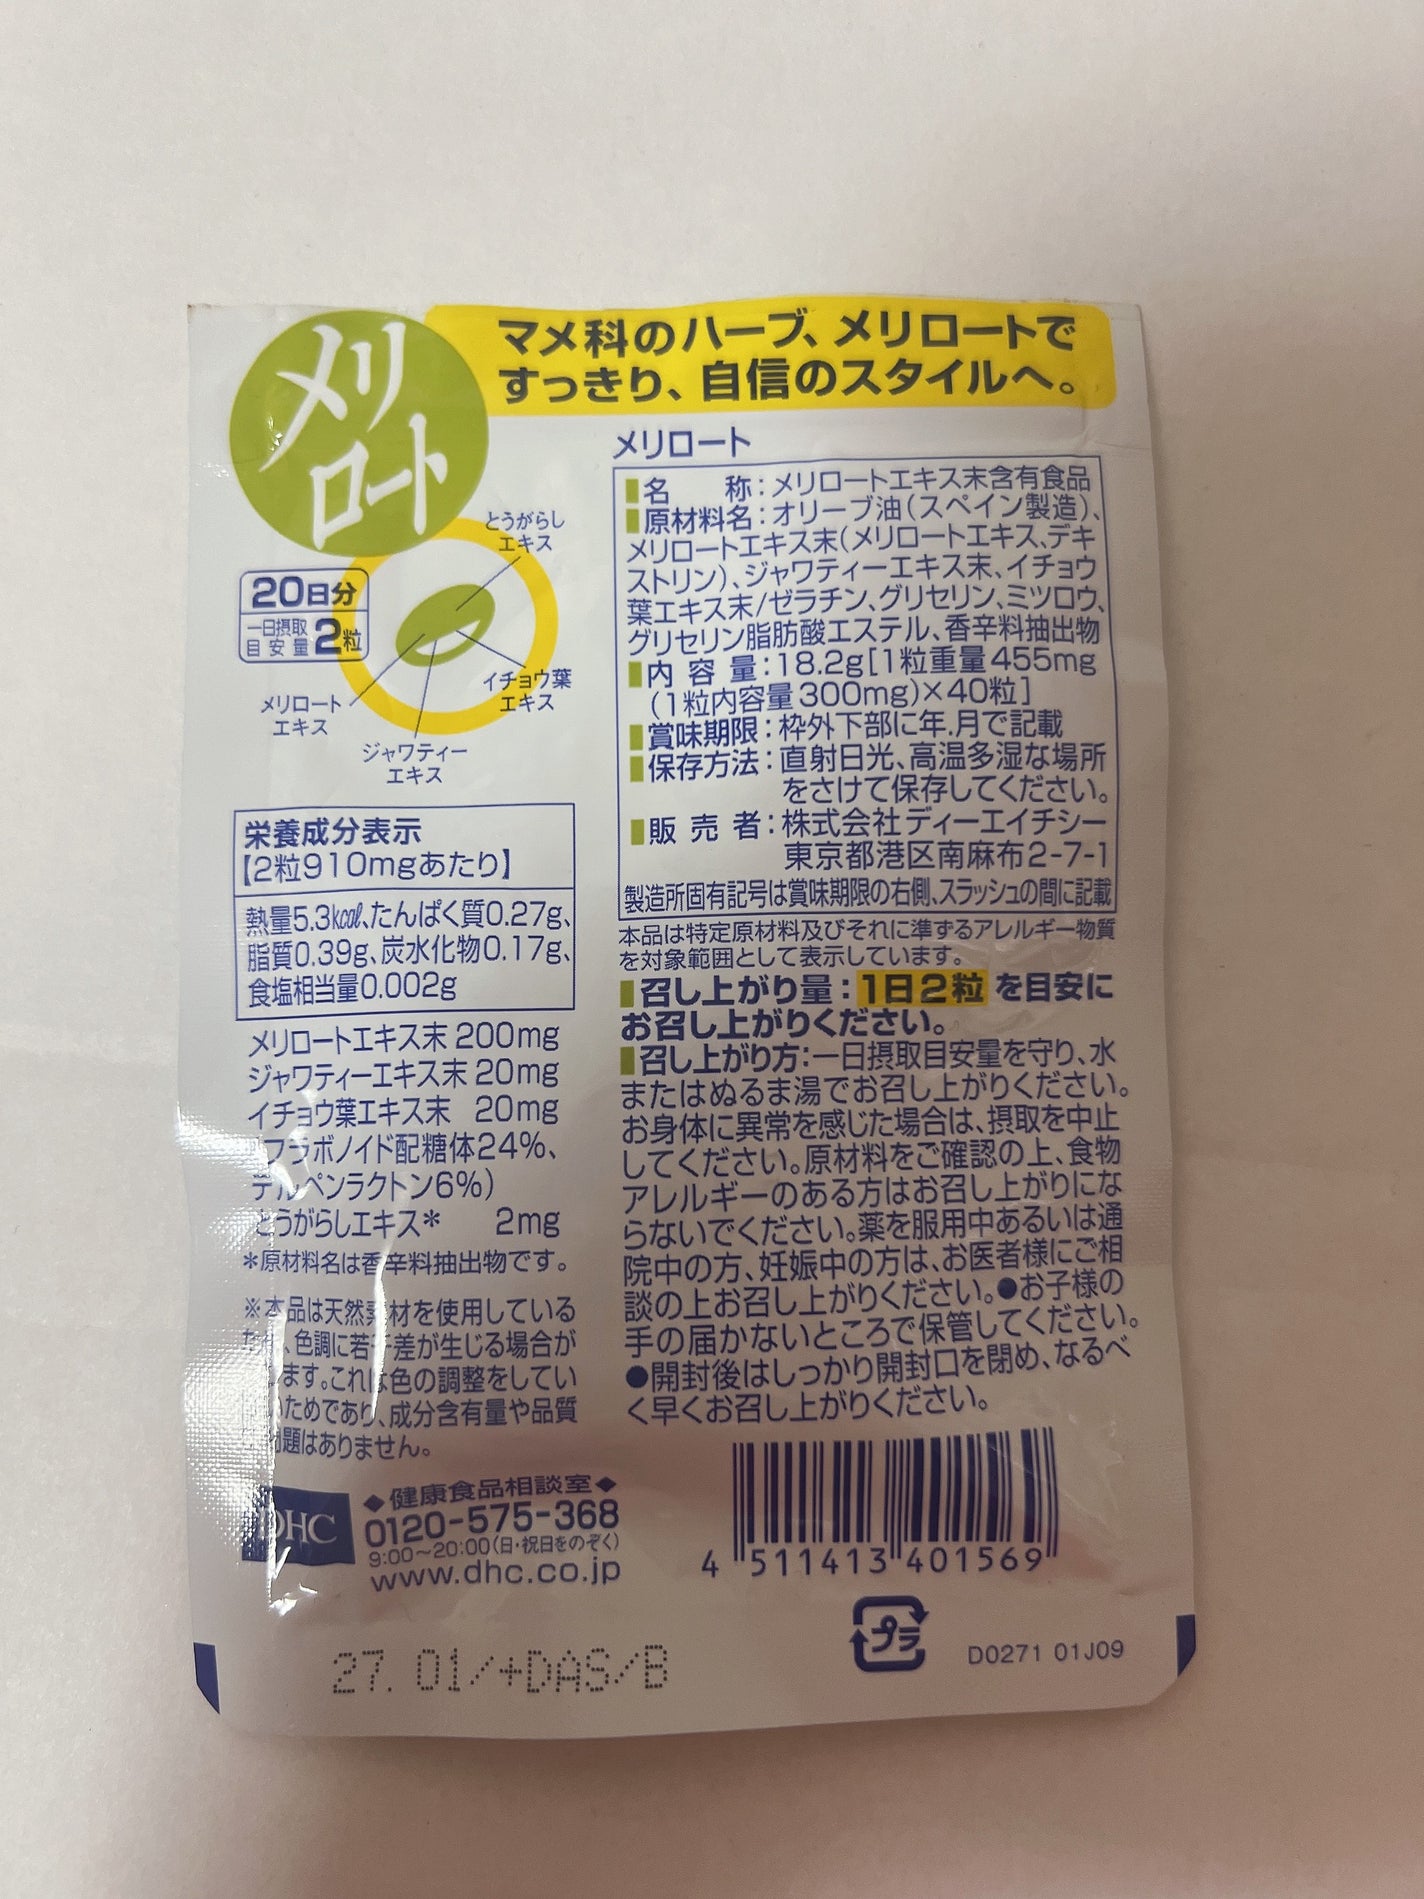 マメ科のハーブ、メリロートで
すっきり、自信のスタイルへ。
メリ
ロート
20日分
一日摂取
目安量 2粒
とうがらし
エキス
イチョウ葉
エキス
メリロート
エキス
ジャワティー
エキス
栄養成分表示
【2粒910mgあたり】
熱量5.3kcal、たんぱく質0.27g、
脂質0.39g、炭水化物0.17g、
食塩相当量0.002g
メリロートエキス末 200mg
ジャワティーエキス末 20mg
イチョウ葉エキス末 20mg
フラボノイド配糖体24%、
テルペンラクトン6%)
とうがらしエキス* 2mg
*原材料名は香辛料抽出物です。
※本品は天然素材を使用している
、色調に若干差が生じる場合が
ます。これは色の調整をしてい
ためであり、成分含有量や品質
問題はありません。
DHC
◆健康食品相談室◆
0120-575-368
9:00~20:00(日・祝日をのぞく)
www.dhc.co.jp
メリロート
名 称:メリロートエキス末含有食品
原材料名:オリーブ油(スペイン製造)、
メリロートエキス末(メリロートエキス、デキ
ストリン)、ジャワティーエキス末、イチョウ
葉エキス末/ゼラチン、グリセリン、ミツロウ、
グリセリン脂肪酸エステル、香辛料抽出物
内 容 量:18.2g[1粒重量455mg
(1粒内容量300mg)×40粒]
賞味期限:枠外下部に年.月で記載
保存方法:直射日光、高温多湿な場所
をさけて保存してください。
販 売 者:株式会社ディーエイチシー
東京都港区南麻布2-7-1
製造所固有記号は賞味期限の右側、スラッシュの間に記載
本品は特定原材料及びそれに準ずるアレルギー物質
を対象範囲として表示しています。
召し上がり量:1日2粒を目安に
お召し上がりください。
召し上がり方:一日摂取目安量を守り、水
またはぬるま湯でお召し上がりください。
お身体に異常を感じた場合は、摂取を中止
してください。原材料をご確認の上、食物
アレルギーのある方はお召し上がりにな
らないでください。薬を服用中あるいは通
院中の方、妊娠中の方は、お医者様にご相
談の上お召し上がりください。●お子様の
手の届かないところで保管してください。
●開封後はしっかり開封口を閉め、なるべ
く早くお召し上がりください。
4 511413 401569
プラ
D0271 01J09
27. 01/+DAS/B